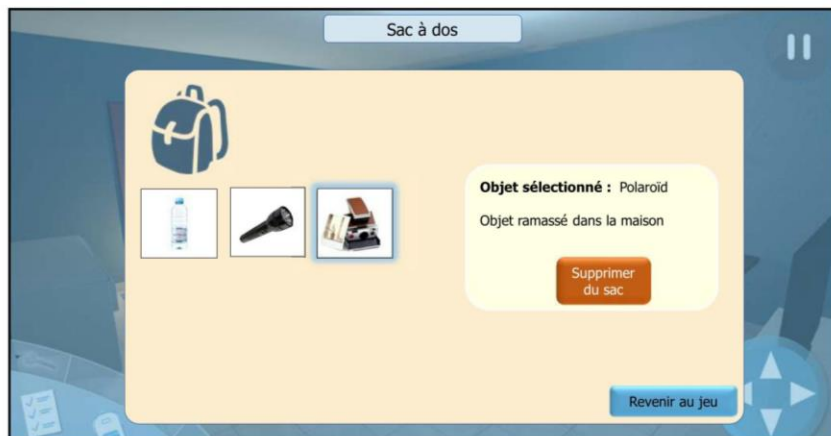 Sac à dos
Objet sélectionné : Polaroïd
Objet ramassé dans la maison
Supprimer
du sac
Revenir au jeu